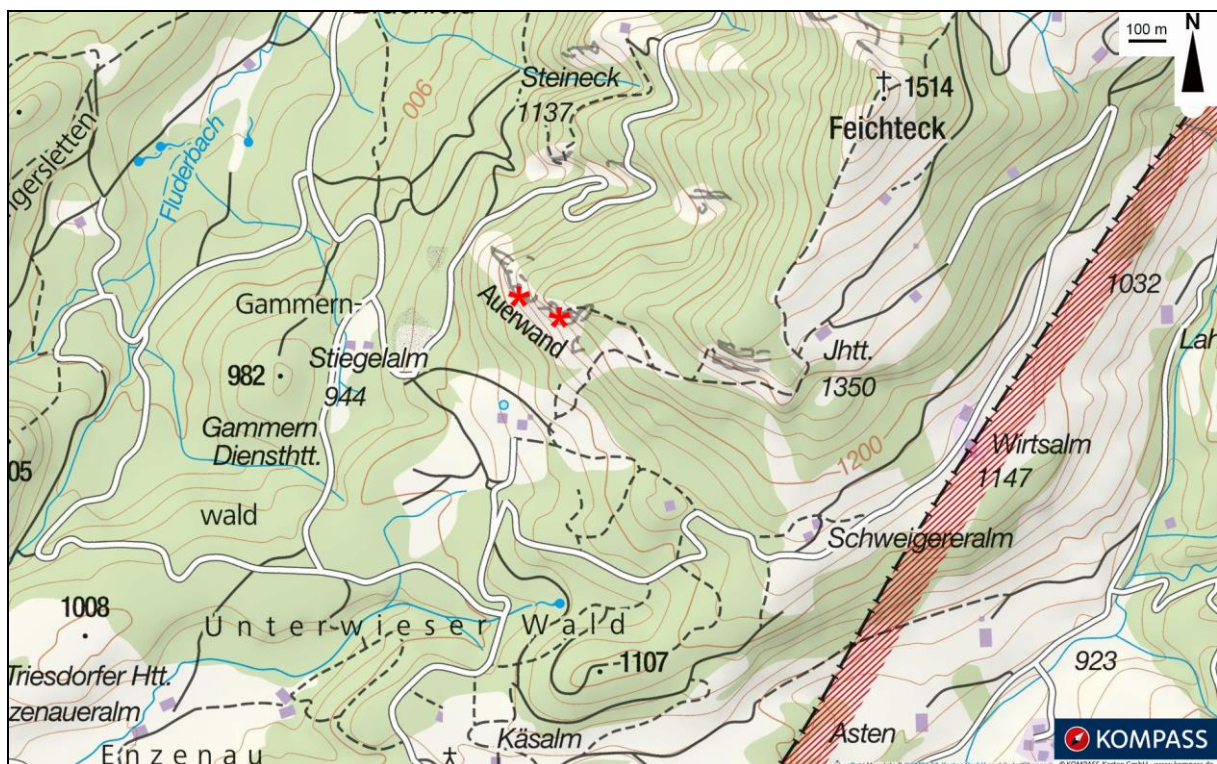 100 m
N
Steineck
1137
900
1514
Feichteck
Fluderbach
Auerwand
1032
Gammern-
Stiegelalm
944
982
Jhtt.
1350
Gammern
Diensthtt.
wald
1200
Wirtsalm
1147
Schweigereralm
05
1008
Unterwieser Wald
1107
Triesdorfer Htt.
zenaueralm
Enzenau
Käsalm
Asten
923
KOMPASS